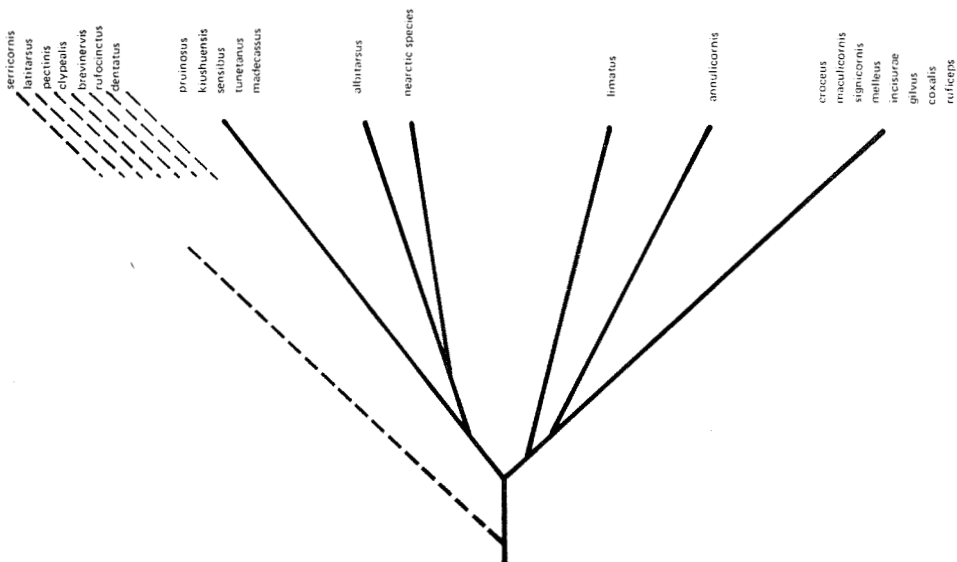 serricornis
latitarsus
pectinis
clypealis
brevinervis
rufocinctus
dentatus
pruinosus
kiushuensis
sensibus
tunetanus
madecassus
albitarsus
nearctic species
limatus
annulicornis
croceus
maculicornis
signicornis
melleus
incisurae
gilvus
coxalis
ruficeps